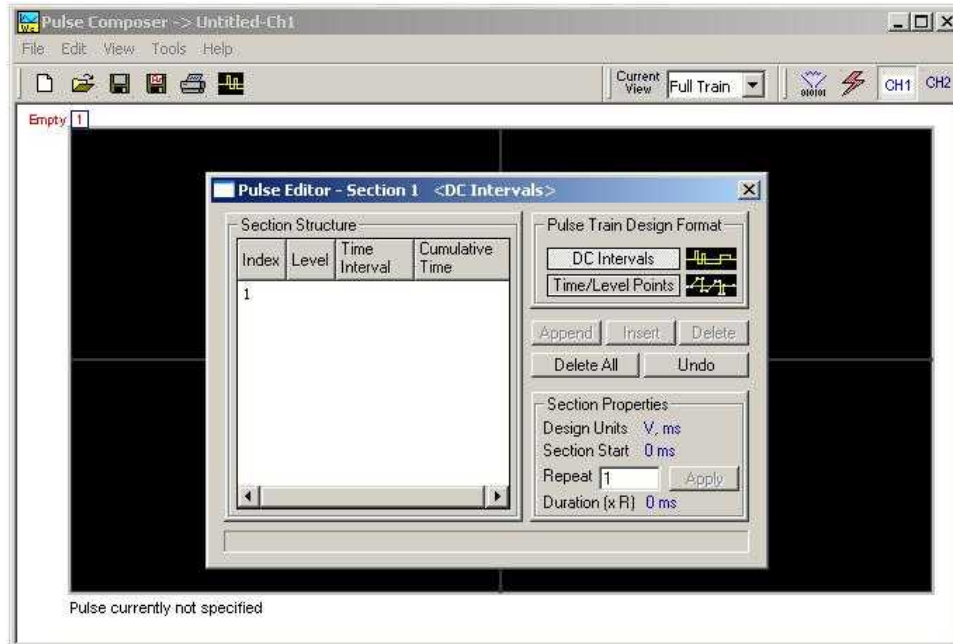 Pulse Composer -> Untitled-Ch1
File Edit View Tools Help
Current View Full Train CH1 CH2
Empty 1
Pulse Editor - Section 1 <DC Intervals>
Section Structure
Index Level Time Interval Cumulative Time
1
Pulse Train Design Format
DC Intervals
Time/Level Points
Append Insert Delete
Delete All Undo
Section Properties
Design Units V, ms
Section Start 0 ms
Repeat 1 Apply
Duration (x R) 0 ms
Pulse currently not specified